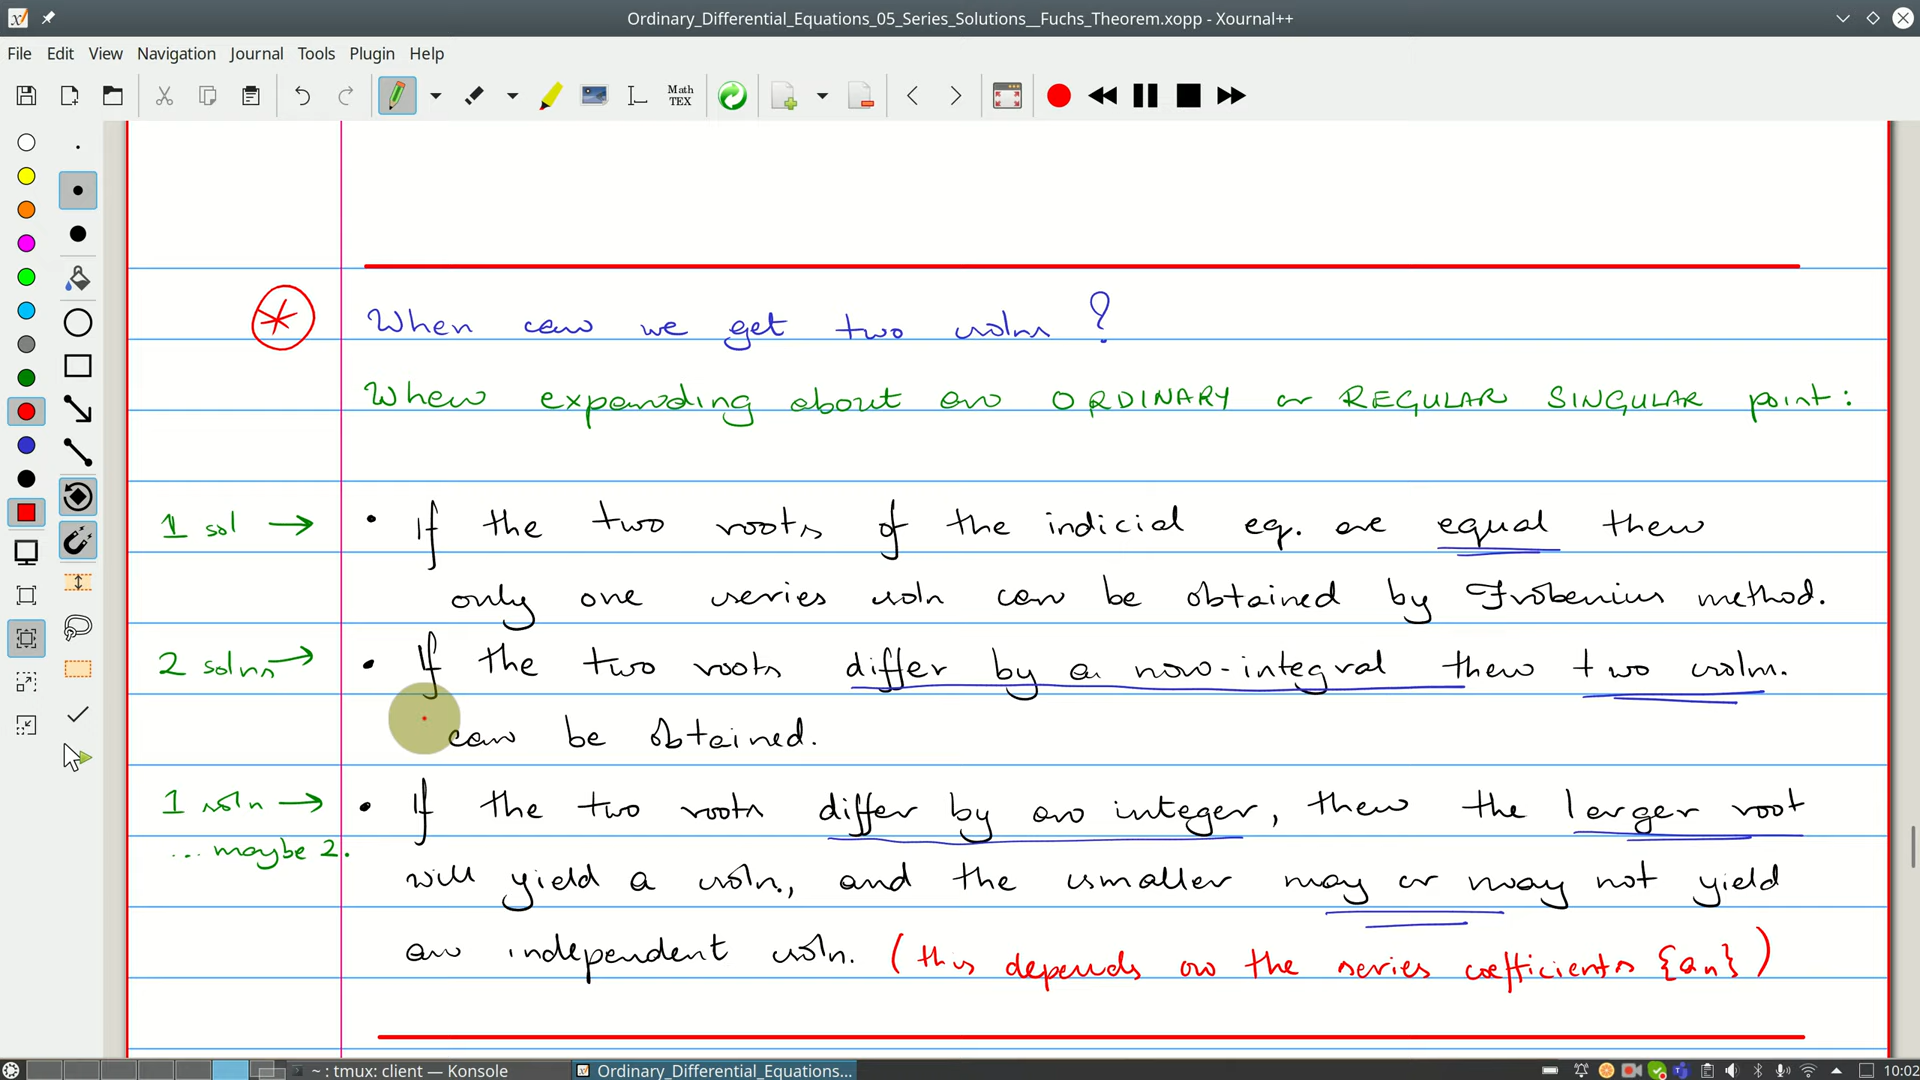 Ordinary_Differential_Equations_05_Series_Solutions__Fuchs_Theorem.xopp - Xournal++
File Edit View Navigation Journal Tools Plugin Help
Math
TEX
When can we get two solns ?
When expanding about an ORDINARY or REGULAR SINGULAR point :
1 sol → • If the two roots of the indicial eq. are equal then
only one series soln can be obtained by Frobenius method.
2 solns → • If the two roots differ by a non-integral then two solns.
can be obtained.
1 soln → • If the two roots differ by an integer, then the larger root
... maybe 2.
will yield a soln., and the smaller may or may not yield
an independent soln. (this depends on the series coefficients {an})
~ : tmux: client — Konsole
Ordinary_Differential_Equations...
10:02